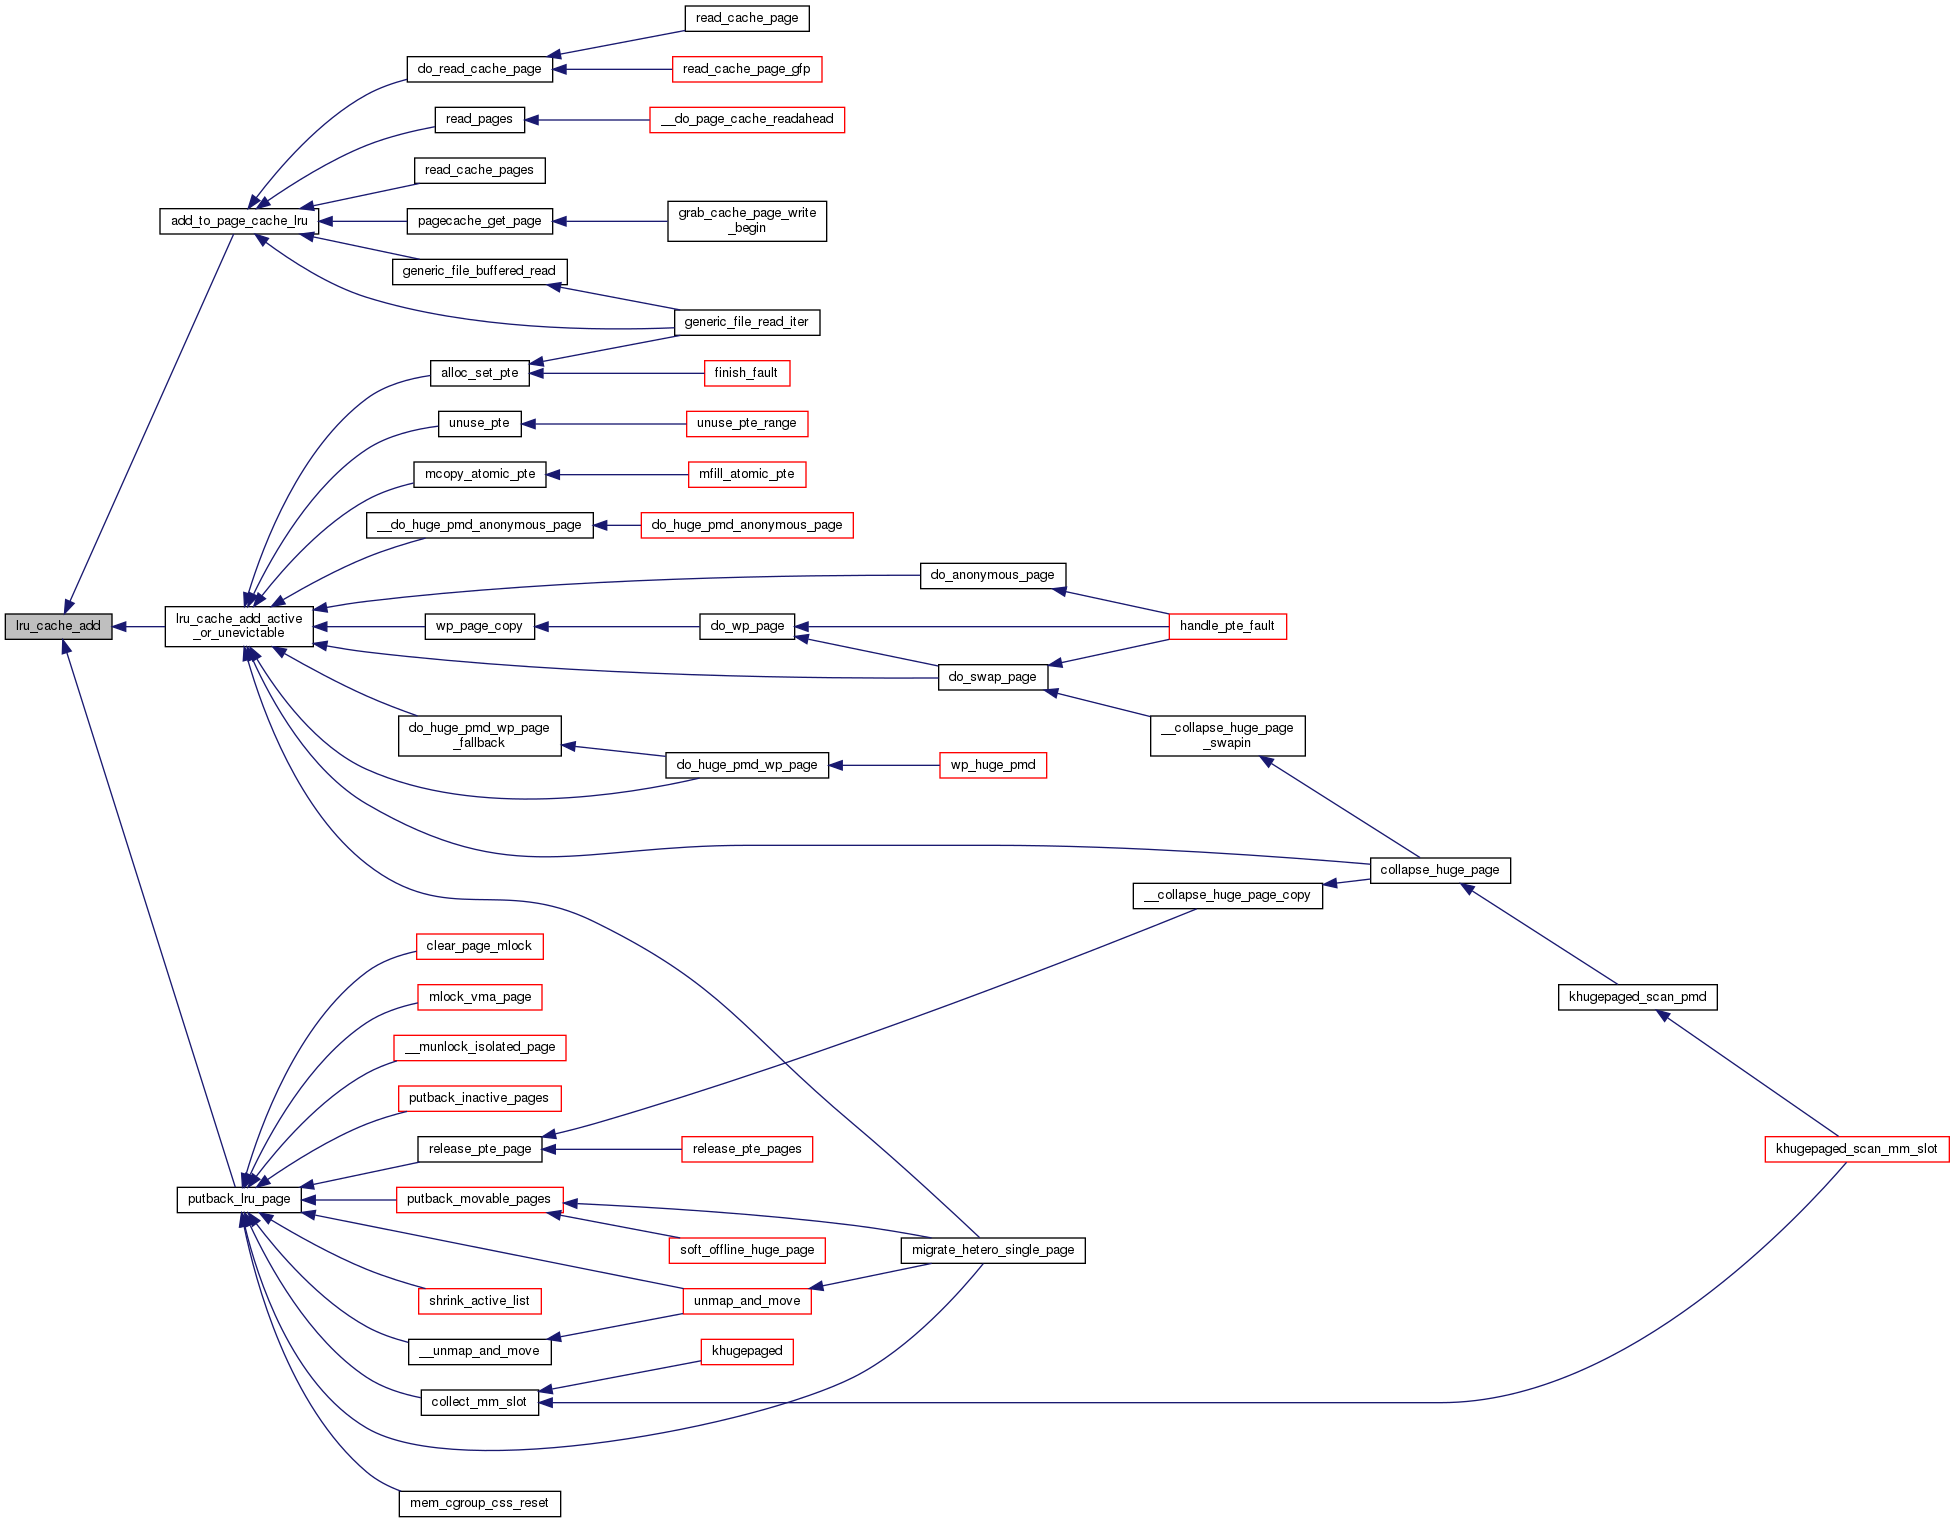 read_cache_page
do_read_cache_page
read_cache_page_gfp
read_pages
__do_page_cache_readahead
read_cache_pages
add_to_page_cache_lru
pagecache_get_page
grab_cache_page_write
_begin
generic_file_buffered_read
generic_file_read_iter
alloc_set_pte
finish_fault
unuse_pte
unuse_pte_range
mcopy_atomic_pte
mfill_atomic_pte
__do_huge_pmd_anonymous_page
do_huge_pmd_anonymous_page
do_anonymous_page
lru_cache_add
lru_cache_add_active
_or_unevictable
wp_page_copy
do_wp_page
handle_pte_fault
do_swap_page
do_huge_pmd_wp_page
_fallback
__collapse_huge_page
_swapin
do_huge_pmd_wp_page
wp_huge_pmd
collapse_huge_page
__collapse_huge_page_copy
clear_page_mlock
mlock_vma_page
khugepaged_scan_pmd
__munlock_isolated_page
putback_inactive_pages
release_pte_page
release_pte_pages
khugepaged_scan_mm_slot
putback_lru_page
putback_movable_pages
soft_offline_huge_page
migrate_hetero_single_page
shrink_active_list
unmap_and_move
__unmap_and_move
khugepaged
collect_mm_slot
mem_cgroup_css_reset